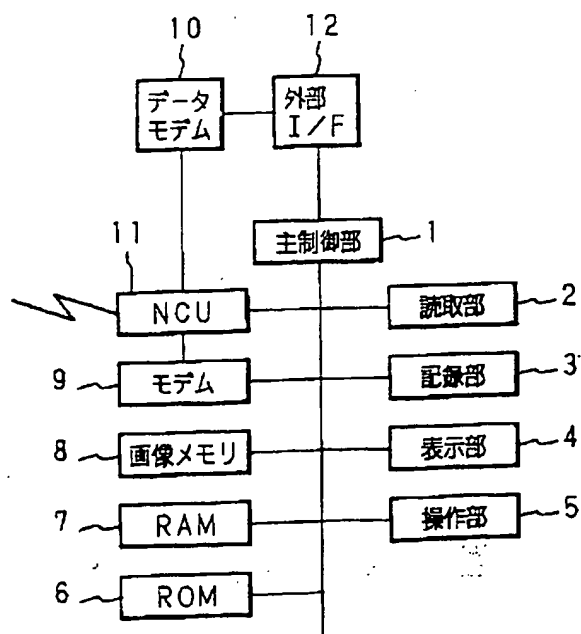 10
12
データ
モデム
外部
I/F
主制御部
1
11
NCU
読取部
2
9
モデム
記録部
3
8
画像メモリ
表示部
4
7
RAM
操作部
5
6
ROM